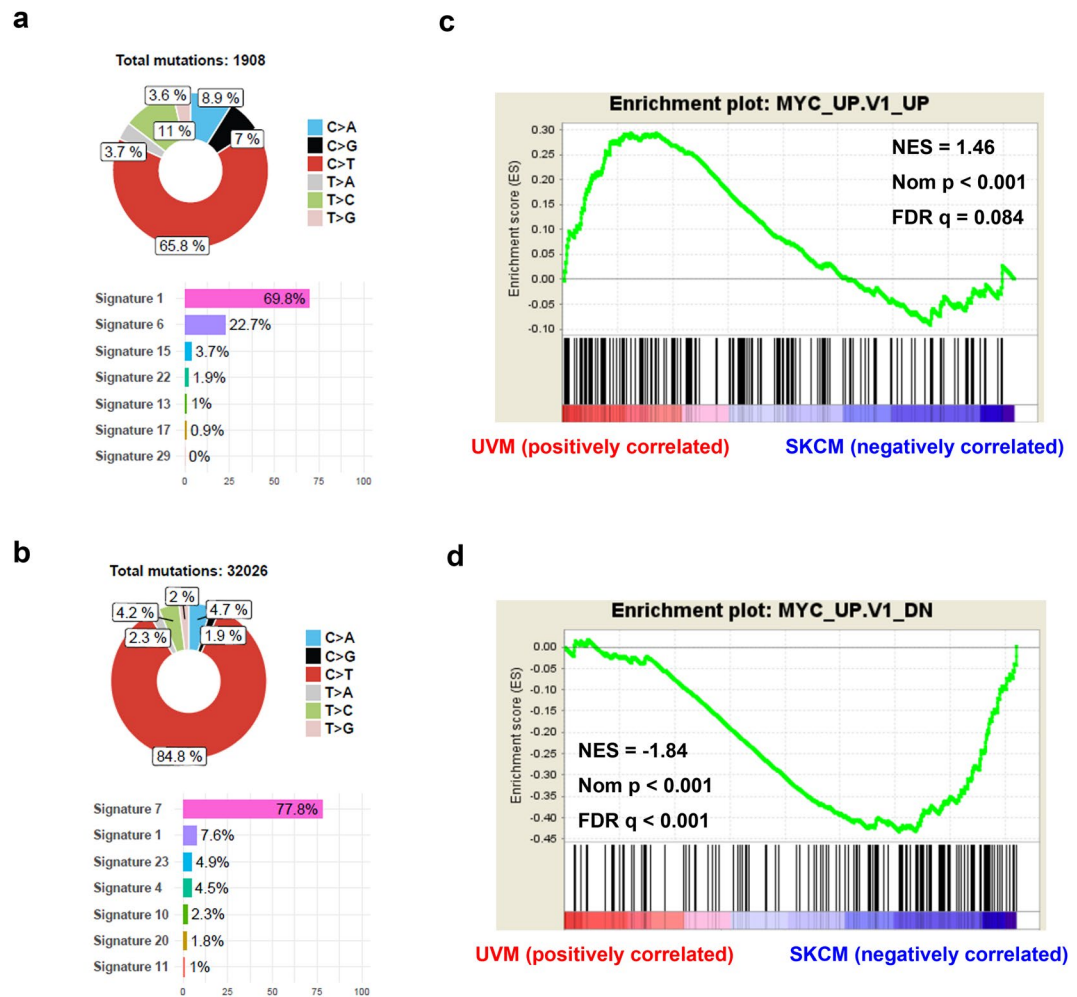 a
Total mutations: 1908
3.6 %
8.9 %
11 %
7 %
3.7 %
65.8 %
C>A
C>G
C>T
T>A
T>C
T>G
Signature 1 69.8%
Signature 6 22.7%
Signature 15 3.7%
Signature 22 1.9%
Signature 13 1%
Signature 17 0.9%
Signature 29 0%
0 25 50 75 100
b
Total mutations: 32026
2 %
4.2 %
4.7 %
2.3 %
1.9 %
84.8 %
C>A
C>G
C>T
T>A
T>C
T>G
Signature 7 77.8%
Signature 1 7.6%
Signature 23 4.9%
Signature 4 4.5%
Signature 10 2.3%
Signature 20 1.8%
Signature 11 1%
0 25 50 75 100
c
Enrichment plot: MYC_UP.V1_UP
Enrichment score (ES)
0.30
0.25
0.20
0.15
0.10
0.05
0.00
-0.05
-0.10
NES = 1.46
Nom p < 0.001
FDR q = 0.084
UVM (positively correlated) SKCM (negatively correlated)
d
Enrichment plot: MYC_UP.V1_DN
Enrichment score (ES)
0.00
-0.05
-0.10
-0.15
-0.20
-0.25
-0.30
-0.35
-0.40
-0.45
NES = -1.84
Nom p < 0.001
FDR q < 0.001
UVM (positively correlated) SKCM (negatively correlated)